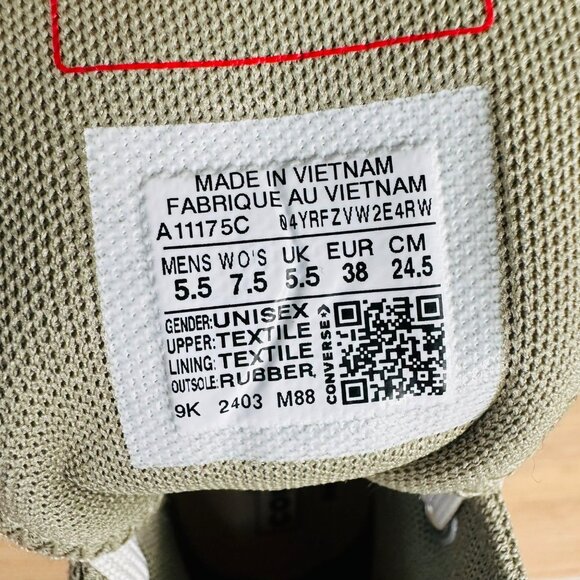 MADE IN VIETNAM
FABRIQUE AU VIETNAM
A11175C 04YRFZVW2E4RW
MENS WO'S UK EUR CM
5.5 7.5 5.5 38 24.5
GENDER:UNISEX
UPPER:TEXTILE
LINING:TEXTILE
OUTSOLE:RUBBER.
CONVERSE
9K 2403 M88